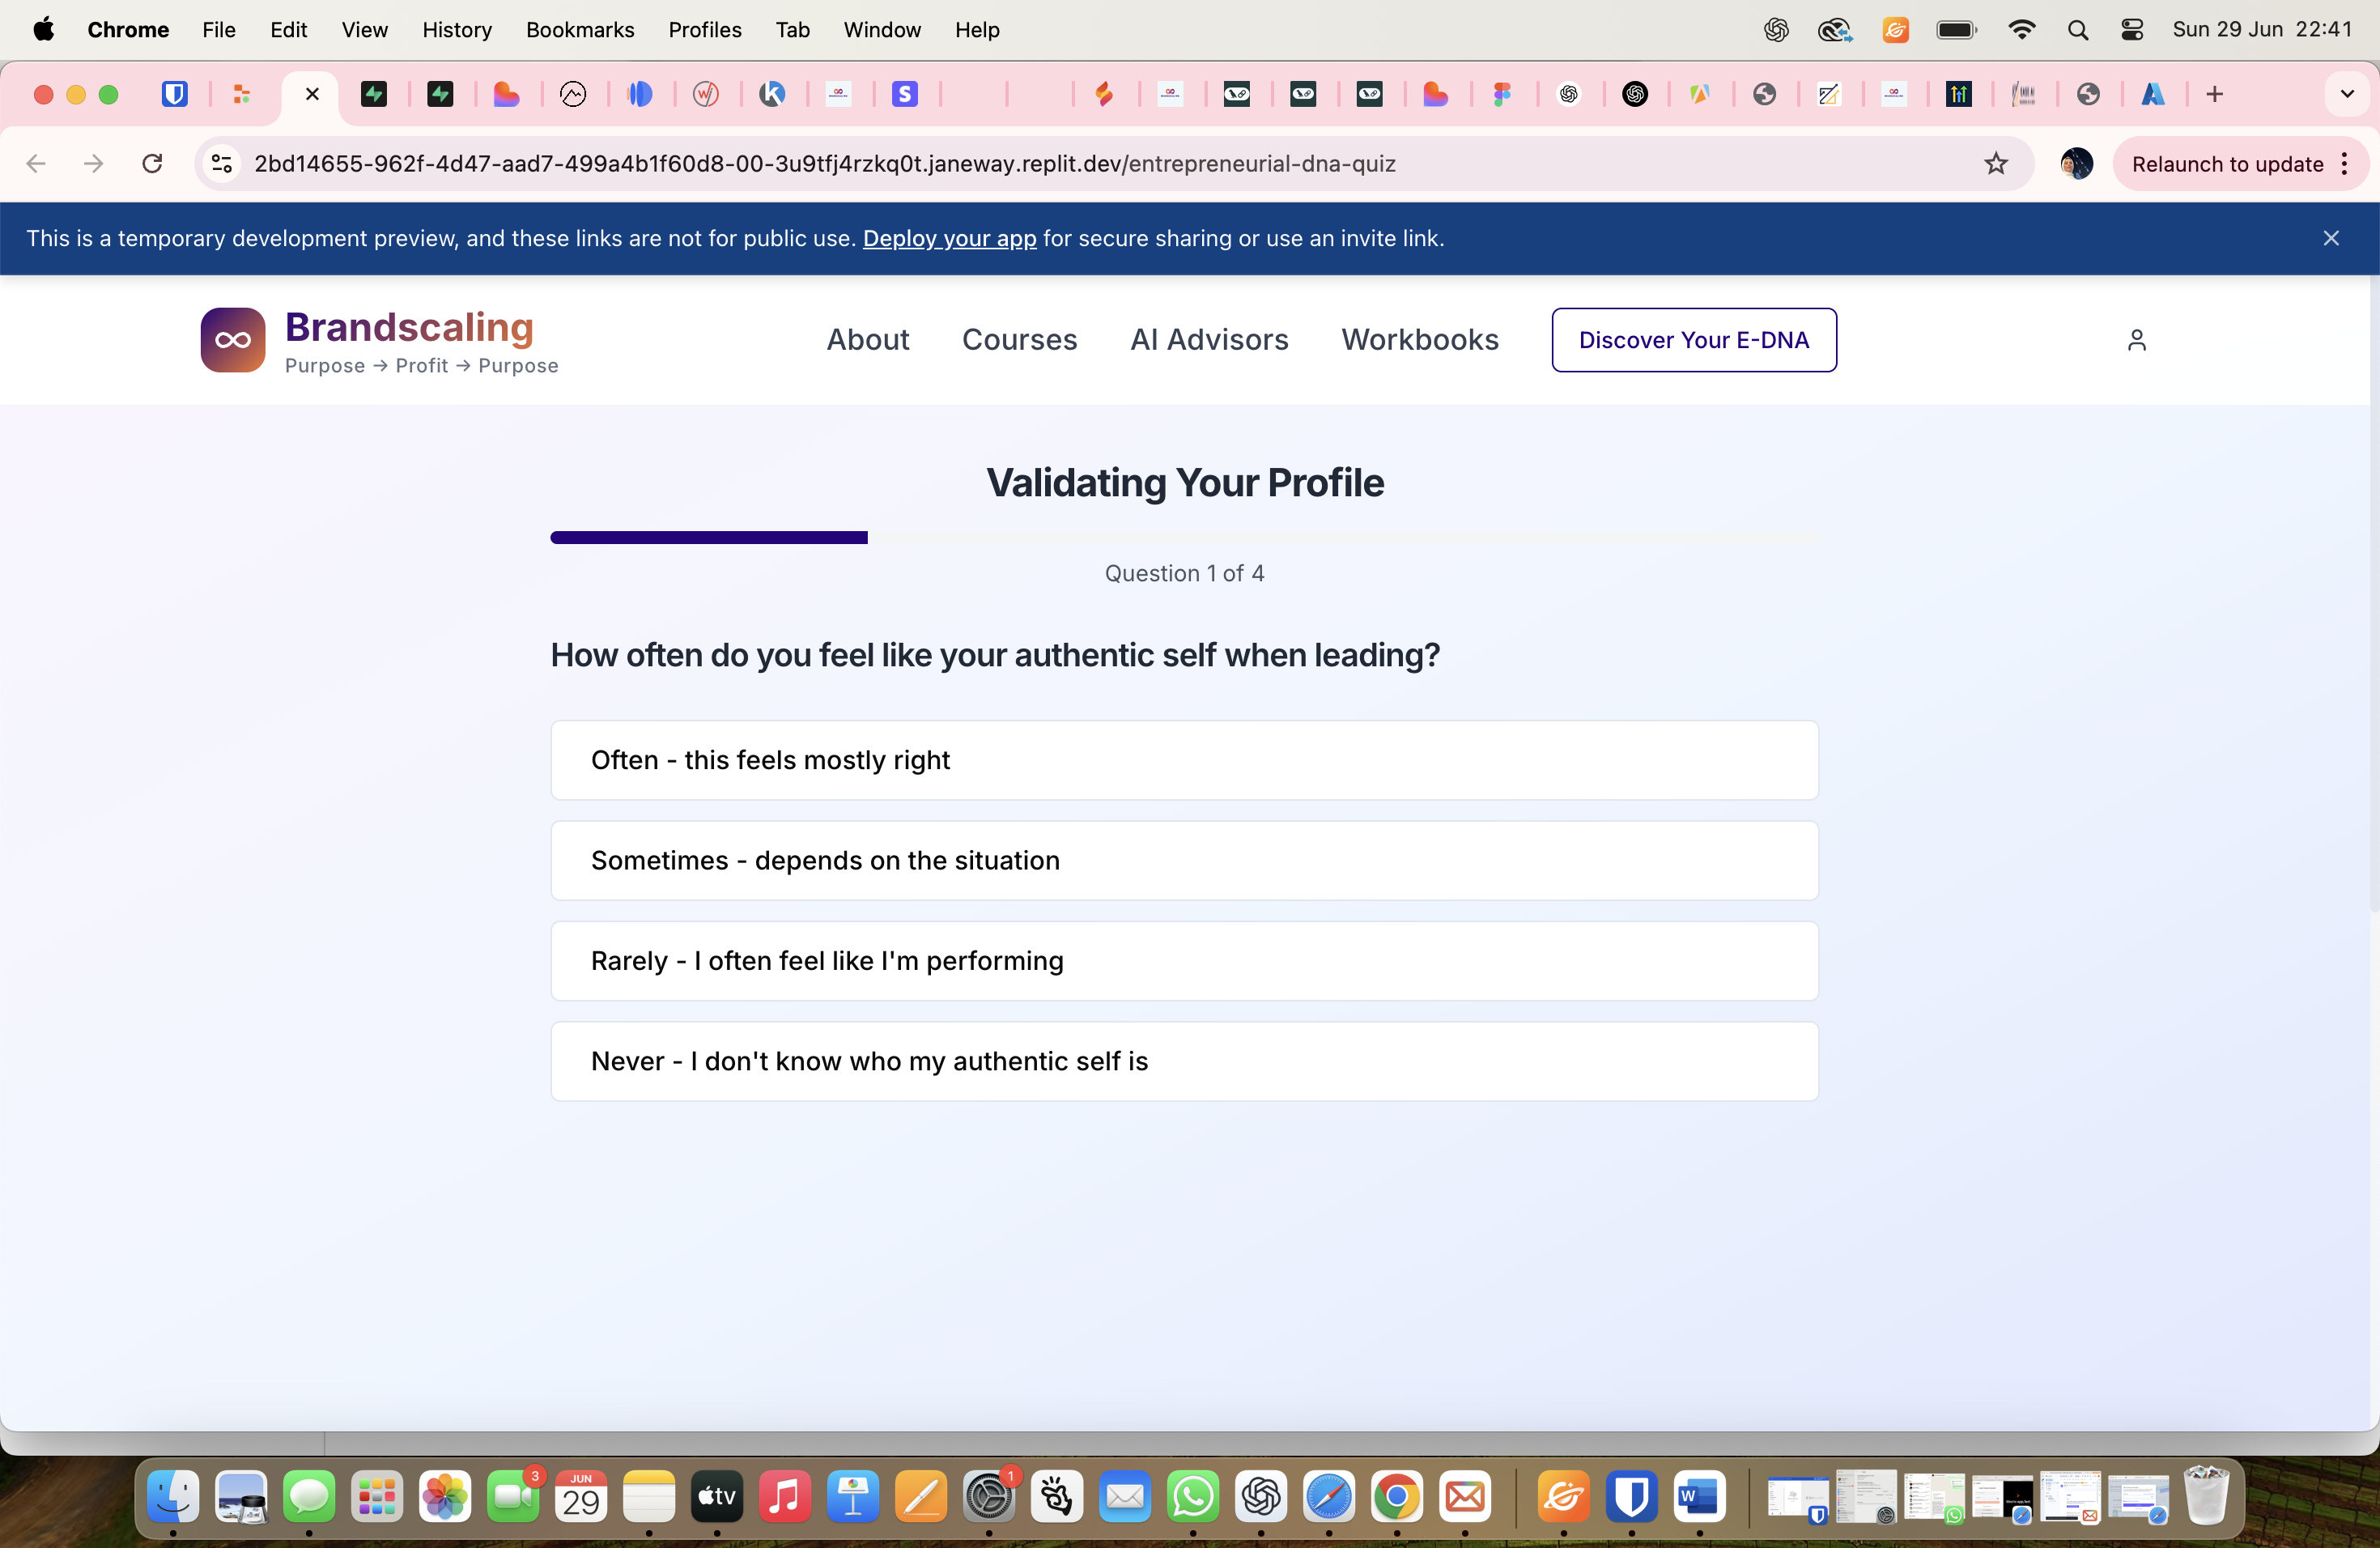 Chrome File Edit View History Bookmarks Profiles Tab Window Help Sun 29 Jun 22:41
2bd14655-962f-4d47-aad7-499a4b1f60d8-00-3u9tfj4rzkq0t.janeway.replit.dev/entrepreneurial-dna-quiz
Relaunch to update
This is a temporary development preview, and these links are not for public use. Deploy your app for secure sharing or use an invite link.
Brandscaling
Purpose → Profit → Purpose
About Courses AI Advisors Workbooks Discover Your E-DNA
Validating Your Profile
Question 1 of 4
How often do you feel like your authentic self when leading?
Often - this feels mostly right
Sometimes - depends on the situation
Rarely - I often feel like I'm performing
Never - I don't know who my authentic self is
3
JUN
29
tv
1
W